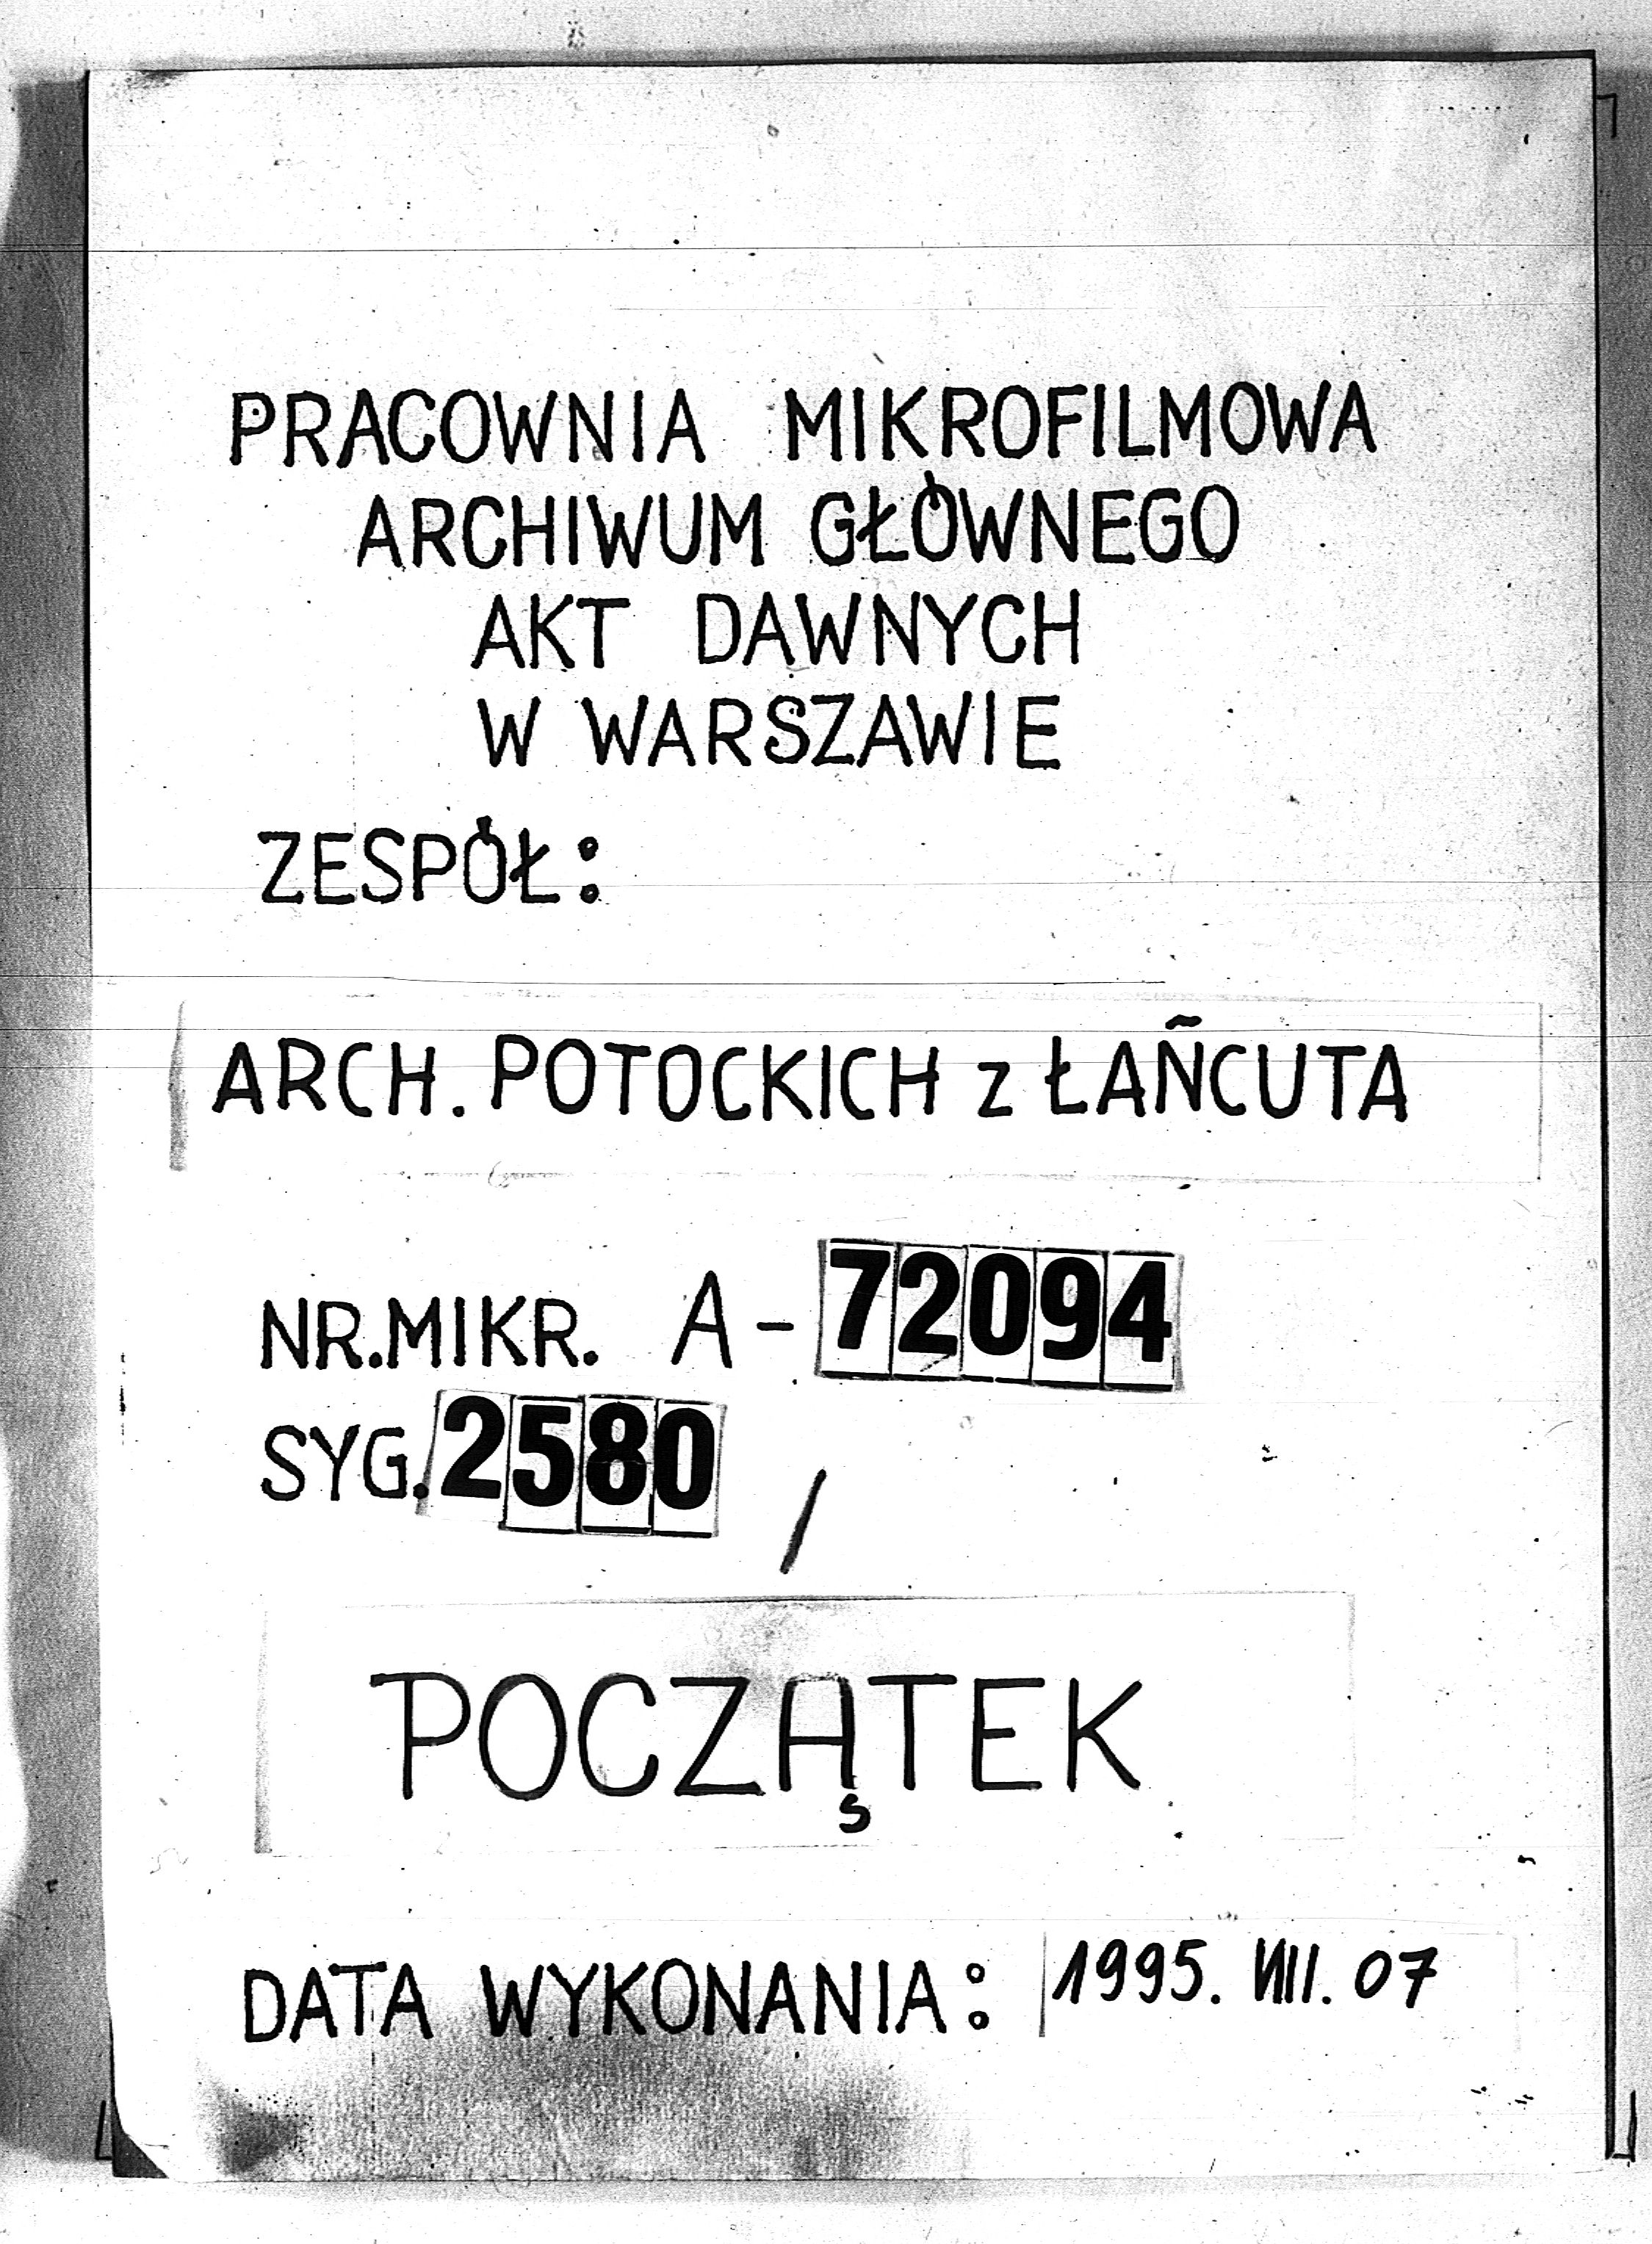 PRACOWNIA MIKROFILMOWA
ARCHIWUM GŁÓWNEGO
AKT DAWNYCH
W WARSZAWIE
ZESPÓŁ:
ARCH. POTOCKICH z ŁAŃCUTA
NR. MIKR. A-72094
SYG. 2580 /
POCZĄTEK
DATA WYKONANIA: 1995. VIII. 07